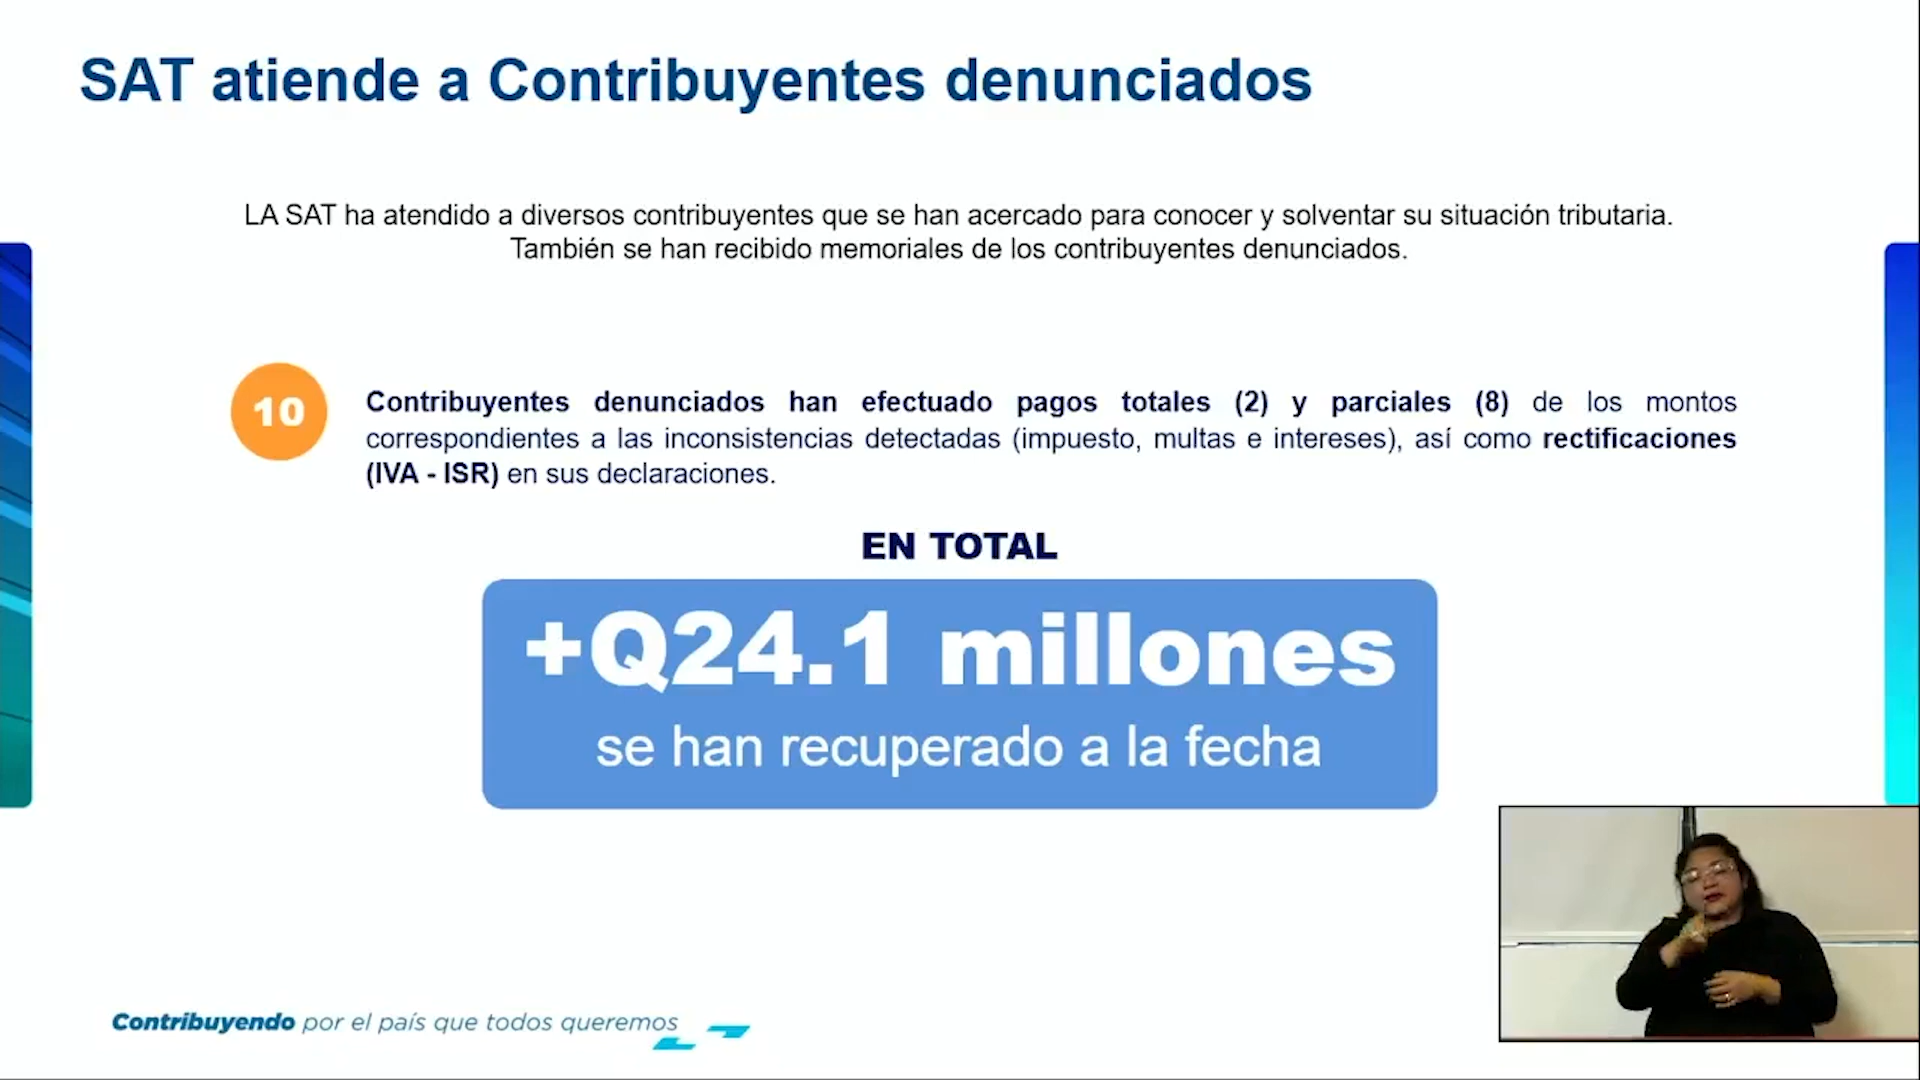 SAT atiende a Contribuyentes denunciados
LA SAT ha atendido a diversos contribuyentes que se han acercado para conocer y solventar su situación tributaria.
También se han recibido memoriales de los contribuyentes denunciados.
10
Contribuyentes denunciados han efectuado pagos totales (2) y parciales (8) de los montos
correspondientes a las inconsistencias detectadas (impuesto, multas e intereses), así como rectificaciones
(IVA - ISR) en sus declaraciones.
EN TOTAL
+Q24.1 millones
se han recuperado a la fecha
Contribuyendo por el país que todos queremos